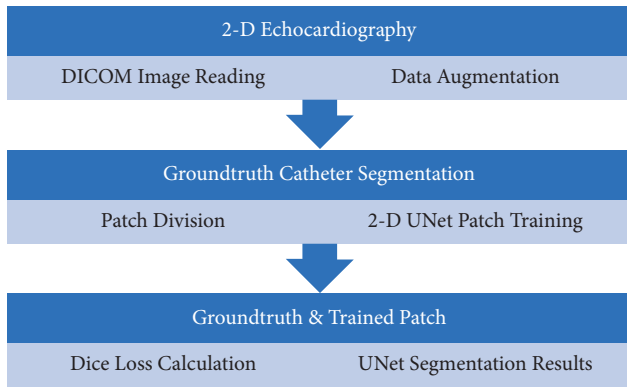 2-D Echocardiography
DICOM Image Reading Data Augmentation
Groundtruth Catheter Segmentation
Patch Division 2-D UNet Patch Training
Groundtruth & Trained Patch
Dice Loss Calculation UNet Segmentation Results